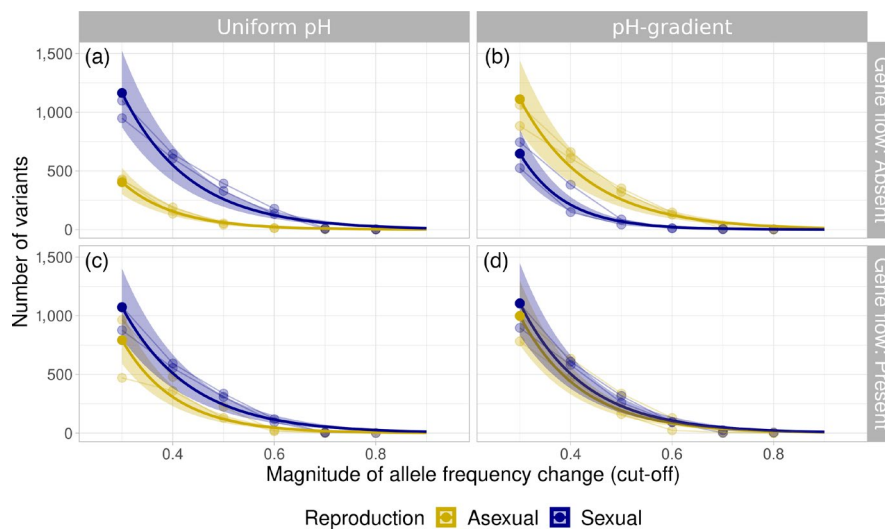 Uniform pH
pH-gradient
(a)
(b)
1,500
1,000
500
0
Gene flow: Absent
(c)
(d)
1,500
1,000
500
0
Gene flow: Present
Number of variants
0.4
0.6
0.8
0.4
0.6
0.8
Magnitude of allele frequency change (cut-off)
Reproduction Asexual Sexual